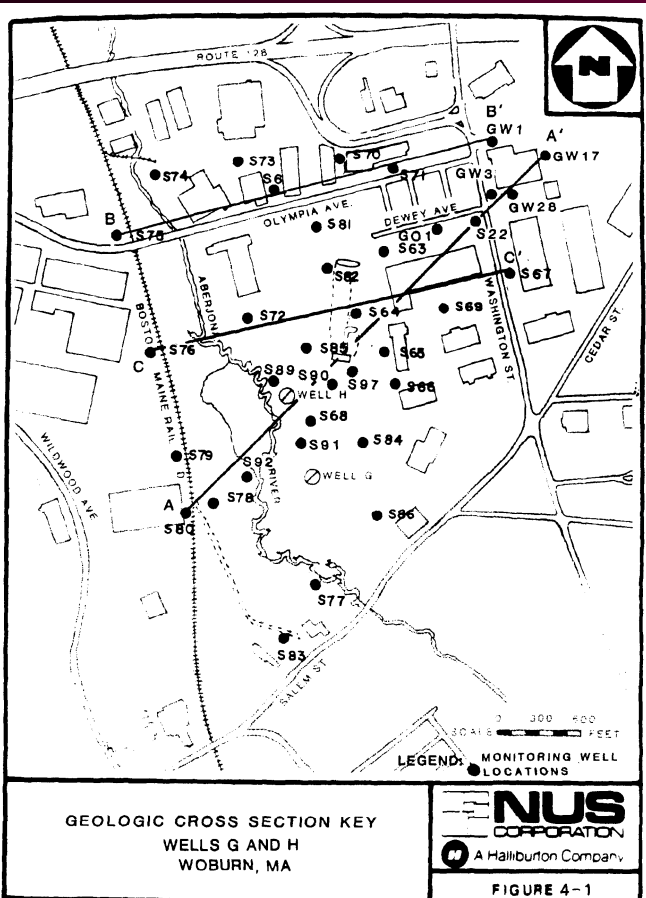 ROUTE 128
N
B'
GW1
A'
S73
S70
GW17
S74
S6
S71
GW3
GW28
B
S75
OLYMPIA AVE.
DEWEY AVE
S81
GO1
S22
S63
C'
S82
S67
ABERJONA
WASHINGTON ST.
BOSTON
S72
S64
S69
CEDAR ST.
C
S76
S85
S65
MAINE RAIL D
S89
S90
S97
S66
WELL H
S68
WILDWOOD AVE
S79
S91
S84
S92
RIVER
WELL G
A
S78
S80
S86
S77
S83
SALEM ST.
0 300 600
SCALE FEET
LEGEND: MONITORING WELL
LOCATIONS
GEOLOGIC CROSS SECTION KEY
WELLS G AND H
WOBURN, MA
NUS
CORPORATION
H A Halliburton Company
FIGURE 4-1